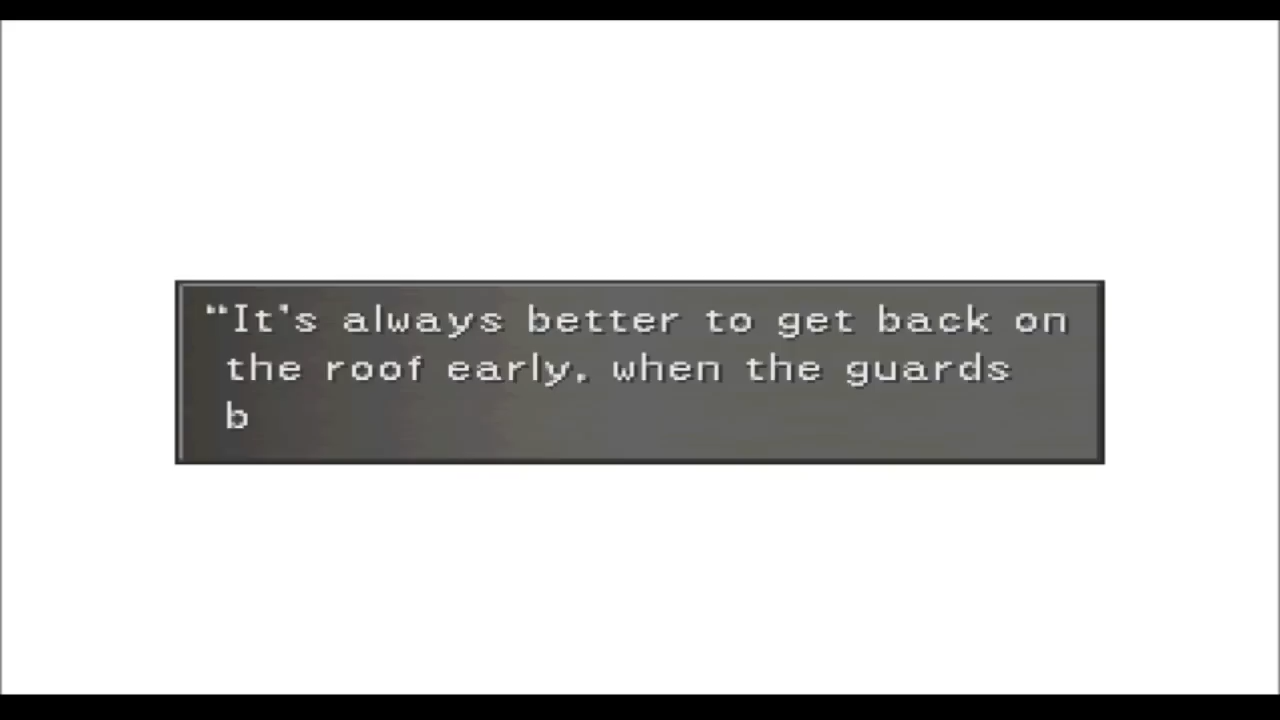 “It's always better to get back on
the roof early, when the guards
b